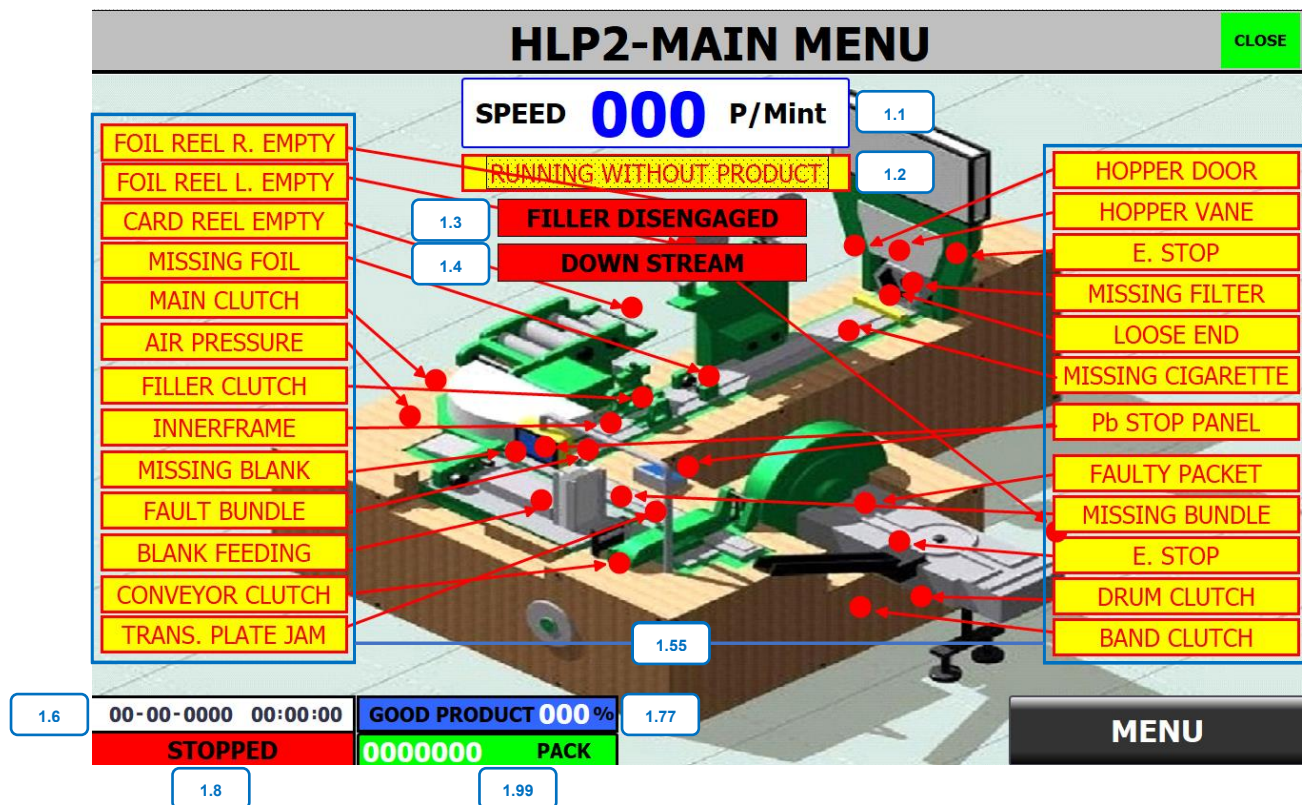 HLP2-MAIN MENU
CLOSE
SPEED 000 P/Mint
1.1
RUNNING WITHOUT PRODUCT
1.2
1.3
FILLER DISENGAGED
1.4
DOWN STREAM
FOIL REEL R. EMPTY
FOIL REEL L. EMPTY
CARD REEL EMPTY
MISSING FOIL
MAIN CLUTCH
AIR PRESSURE
FILLER CLUTCH
INNERFRAME
MISSING BLANK
FAULT BUNDLE
BLANK FEEDING
CONVEYOR CLUTCH
TRANS. PLATE JAM
HOPPER DOOR
HOPPER VANE
E. STOP
MISSING FILTER
LOOSE END
MISSING CIGARETTE
Pb STOP PANEL
FAULTY PACKET
MISSING BUNDLE
E. STOP
DRUM CLUTCH
BAND CLUTCH
1.55
1.6
00-00-0000 00:00:00
GOOD PRODUCT 000 %
1.77
STOPPED
0000000 PACK
MENU
1.8
1.99